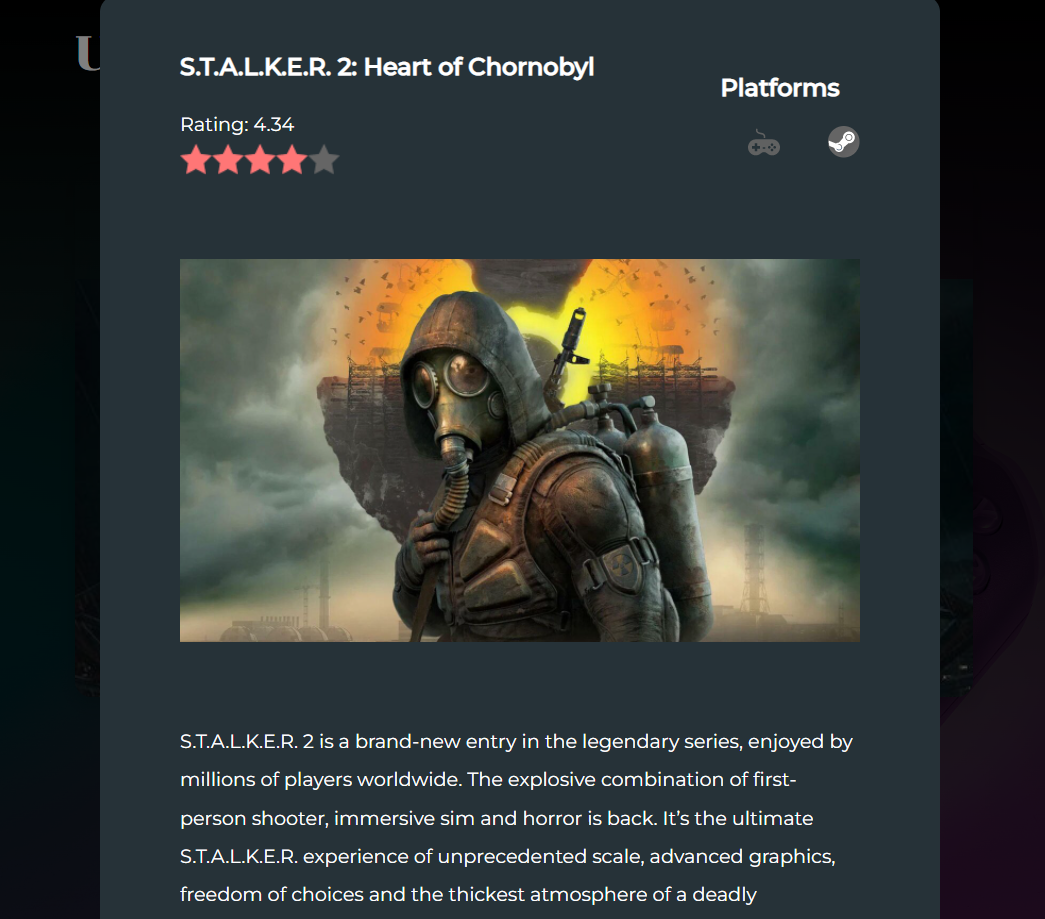 U
S.T.A.L.K.E.R. 2: Heart of Chornobyl
Platforms
Rating: 4.34
S.T.A.L.K.E.R. 2 is a brand-new entry in the legendary series, enjoyed by
millions of players worldwide. The explosive combination of first-
person shooter, immersive sim and horror is back. It’s the ultimate
S.T.A.L.K.E.R. experience of unprecedented scale, advanced graphics,
freedom of choices and the thickest atmosphere of a deadly